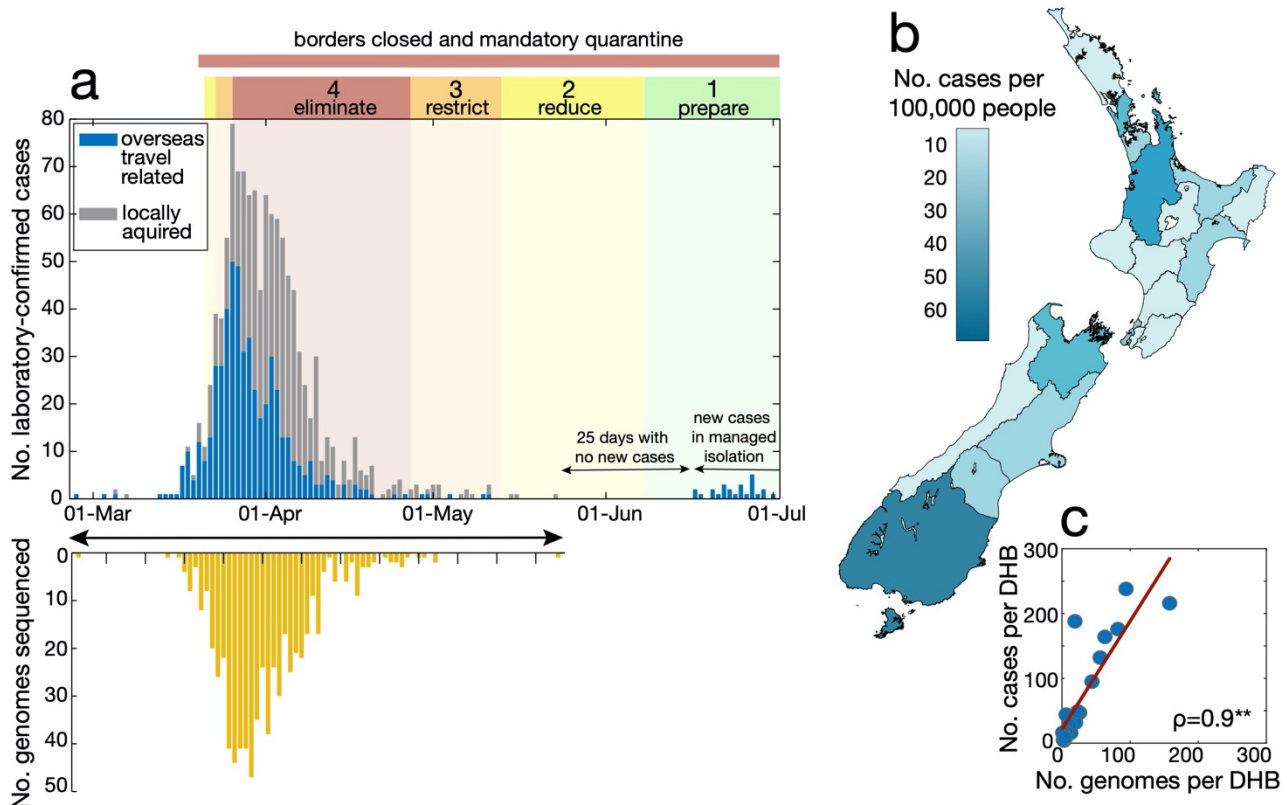 borders closed and mandatory quarantine
a
4
eliminate
3
restrict
2
reduce
1
prepare
No. laboratory-confirmed cases
80
70
60
50
40
30
20
10
0
overseas
travel
related
locally
aquired
25 days with
no new cases
new cases
in managed
isolation
01-Mar
01-Apr
01-May
01-Jun
01-Jul
No. genomes sequenced
0
10
20
30
40
50
b
No. cases per
100,000 people
10
20
30
40
50
60
c
No. cases per DHB
300
200
100
0
ρ=0.9**
0
100
200
300
No. genomes per DHB